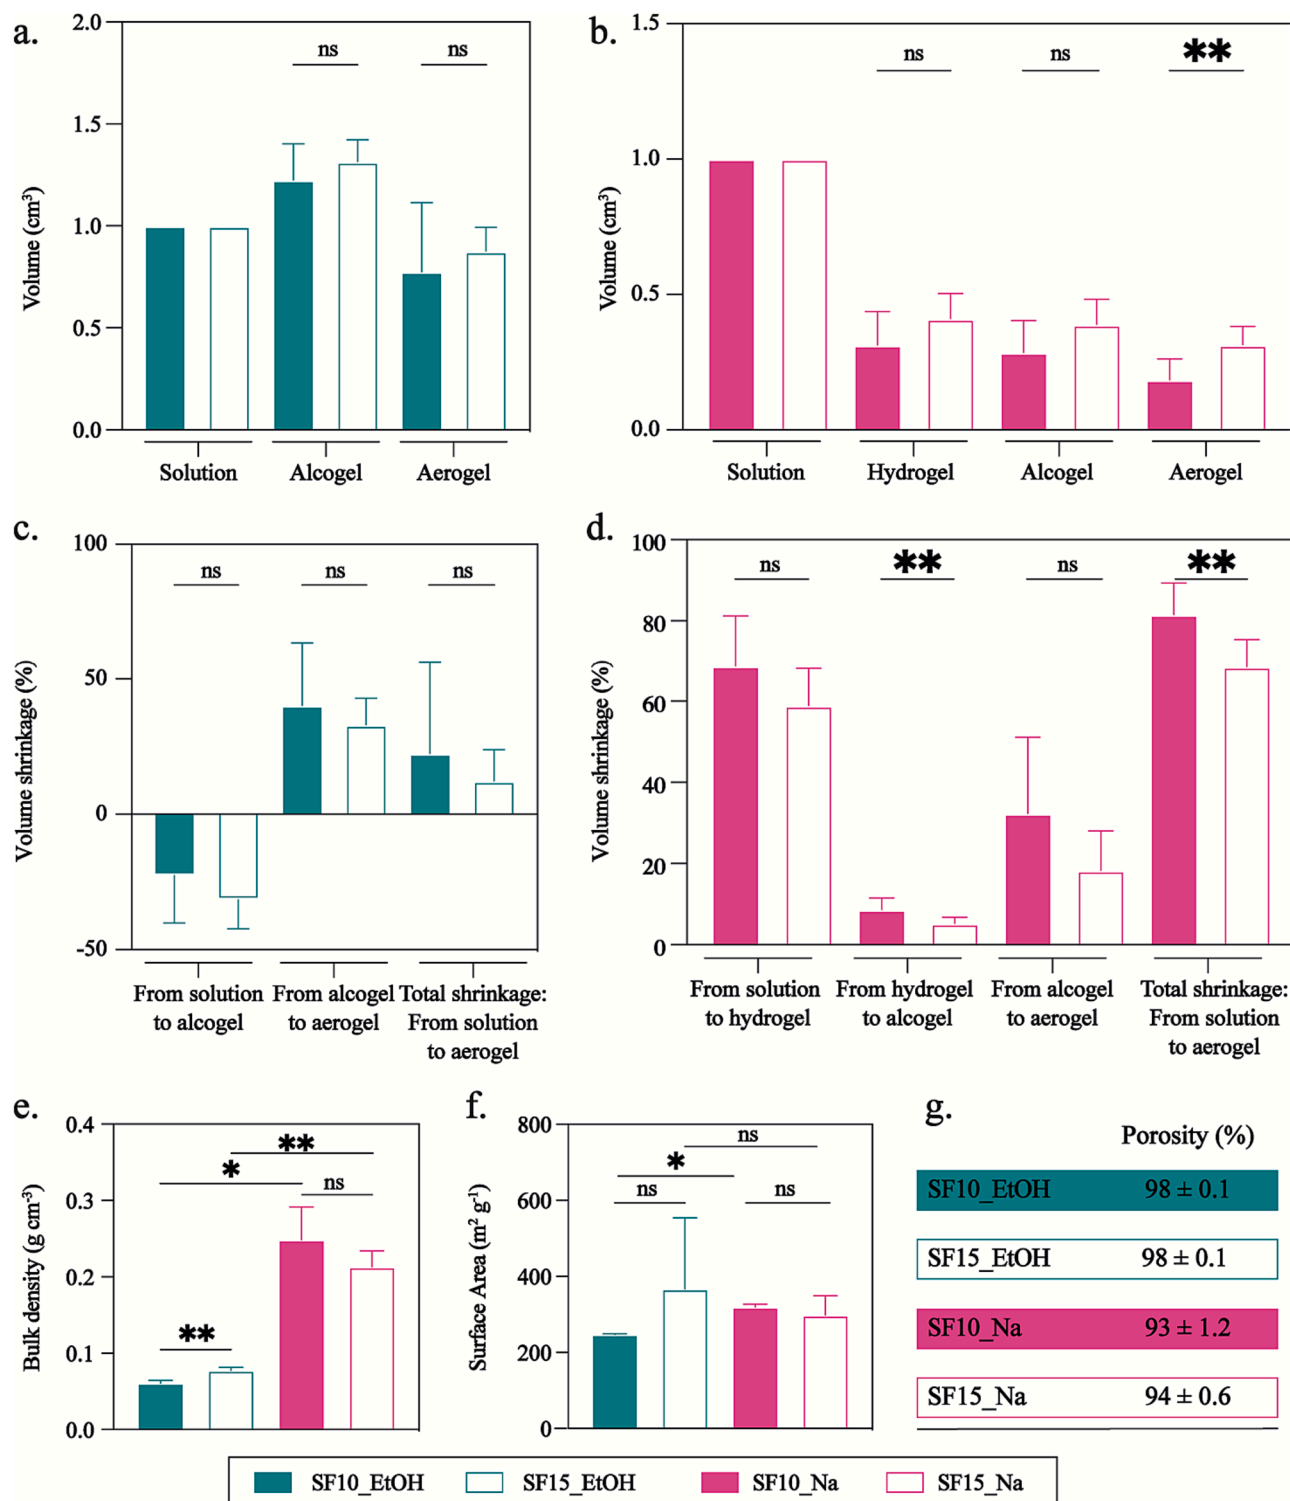 a.
2.0
1.5
1.0
0.5
0.0
Volume (cm³)
ns
ns
Solution
Alcogel
Aerogel
b.
1.5
1.0
0.5
0.0
Volume (cm³)
ns
ns
**
Solution
Hydrogel
Alcogel
Aerogel
c.
100
50
0
-50
Volume shrinkage (%)
ns
ns
ns
From solution
to alcogel
From alcogel
to aerogel
Total shrinkage:
From solution
to aerogel
d.
100
80
60
40
20
0
Volume shrinkage (%)
ns
**
ns
**
From solution
to hydrogel
From hydrogel
to alcogel
From alcogel
to aerogel
Total shrinkage:
From solution
to aerogel
e.
0.4
0.3
0.2
0.1
0.0
Bulk density (g cm⁻³)
**
*
ns
**
f.
800
600
400
200
0
Surface Area (m² g⁻¹)
ns
*
ns
ns
g.
Porosity (%)
SF10_EtOH 98 ± 0.1
SF15_EtOH 98 ± 0.1
SF10_Na 93 ± 1.2
SF15_Na 94 ± 0.6
SF10_EtOH
SF15_EtOH
SF10_Na
SF15_Na